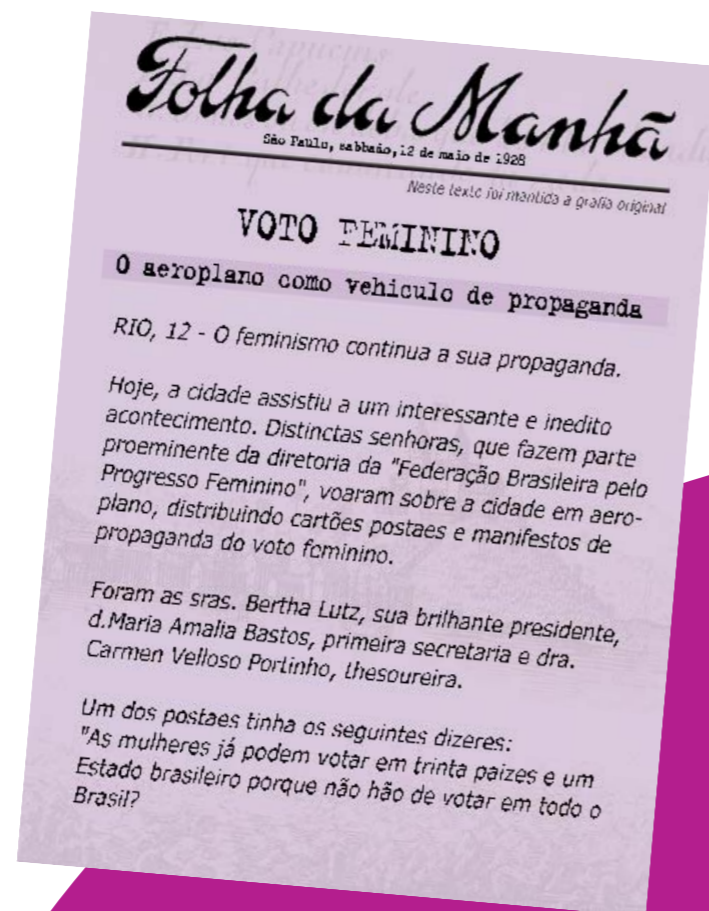 Folha da Manhã
São Paulo, sabbado, 12 de maio de 1928
Neste texto foi mantida a grafia original
VOTO FEMININO
O aeroplano como vehiculo de propaganda
RIO, 12 - O feminismo continua a sua propaganda.
Hoje, a cidade assistiu a um interessante e inedito
acontecimento. Distinctas senhoras, que fazem parte
proeminente da diretoria da "Federação Brasileira pelo
Progresso Feminino", voaram sobre a cidade em aero-
plano, distribuindo cartões postaes e manifestos de
propaganda do voto feminino.
Foram as sras. Bertha Lutz, sua brilhante presidente,
d.Maria Amalia Bastos, primeira secretaria e dra.
Carmen Velloso Portinho, thesoureira.
Um dos postaes tinha os seguintes dizeres:
"As mulheres já podem votar em trinta paizes e um
Estado brasileiro porque não hão de votar em todo o
Brasil?